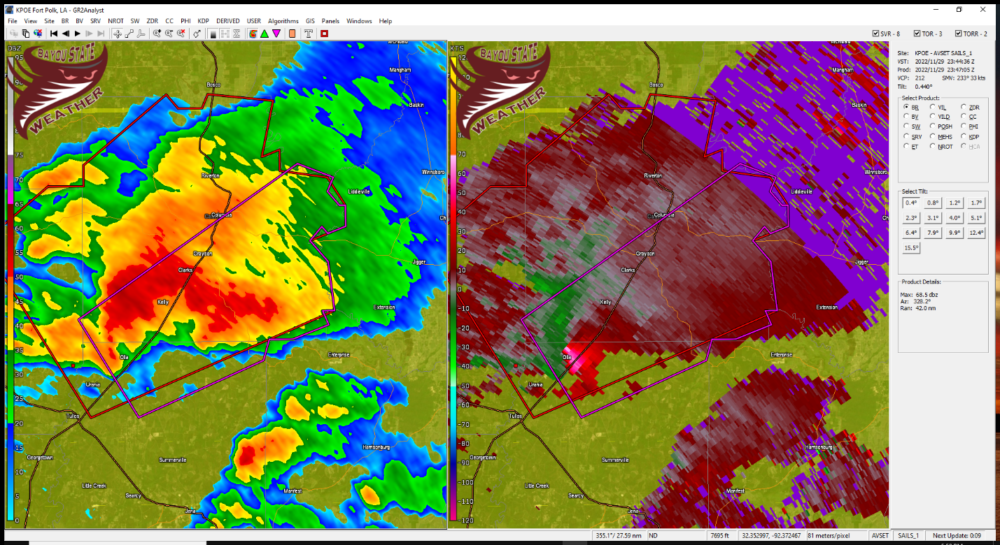 KPOE Fort Polk, LA - GR2Analyst
File View Site BR BV SRV NROT SW ZDR CC PHI KDP DERIVED USER Algorithms GIS Panels Windows Help
SVR - 8 TOR - 3 TORR - 2
DBZ
95
75
70
65
60
55
50
45
40
35
30
25
20
15
10
5
0
BAYOU STATE
WEATHER
Archibald
Mangham
Bosco
Baskin
Riverton
Winnsboro
Liddieville
Columbia
Grayson
Jigger
Clarks
Kelly
Extension
Olla
Enterprise
Urania
Tullos
Harrisonburg
Georgetown
Summerville
Little Creek
Manifest
Searcy
Jena
KTS
70
60
50
40
30
20
10
0
-10
-20
-30
-40
-50
-60
-70
-80
-90
-100
-110
-120
BAYOU STATE
WEATHER
Archibald
Mangham
Bosco
Baskin
Riverton
Winnsboro
Liddieville
Columbia
Grayson
Jigger
Clarks
Kelly
Extension
Olla
Enterprise
Urania
Tullos
Harrisonburg
Georgetown
Summerville
Little Creek
Manifest
Searcy
Jena
Site: KPOE - AVSET SAILS_1
VST: 2022/11/29 23:44:36 Z
Prod: 2022/11/29 23:47:05 Z
VCP: 212 SMV: 233° 33 kts
Tilt: 0.440°
Select Product:
BR VIL ZDR
BV VILD CC
SW POSH PHI
SRV MEHS KDP
ET NROT HCA
Select Tilt:
0.4° 0.8° 1.2° 1.7°
2.3° 3.1° 4.0° 5.1°
6.4° 7.9° 9.9° 12.4°
15.5°
Product Details:
Max: 68.5 dbz
Az: 328.2°
Ran: 42.0 nm
355.1°/ 27.59 nm ND 7695 ft 32.352997, -92.372467 81 meters/pixel AVSET SAILS_1 Next Update: 0:09